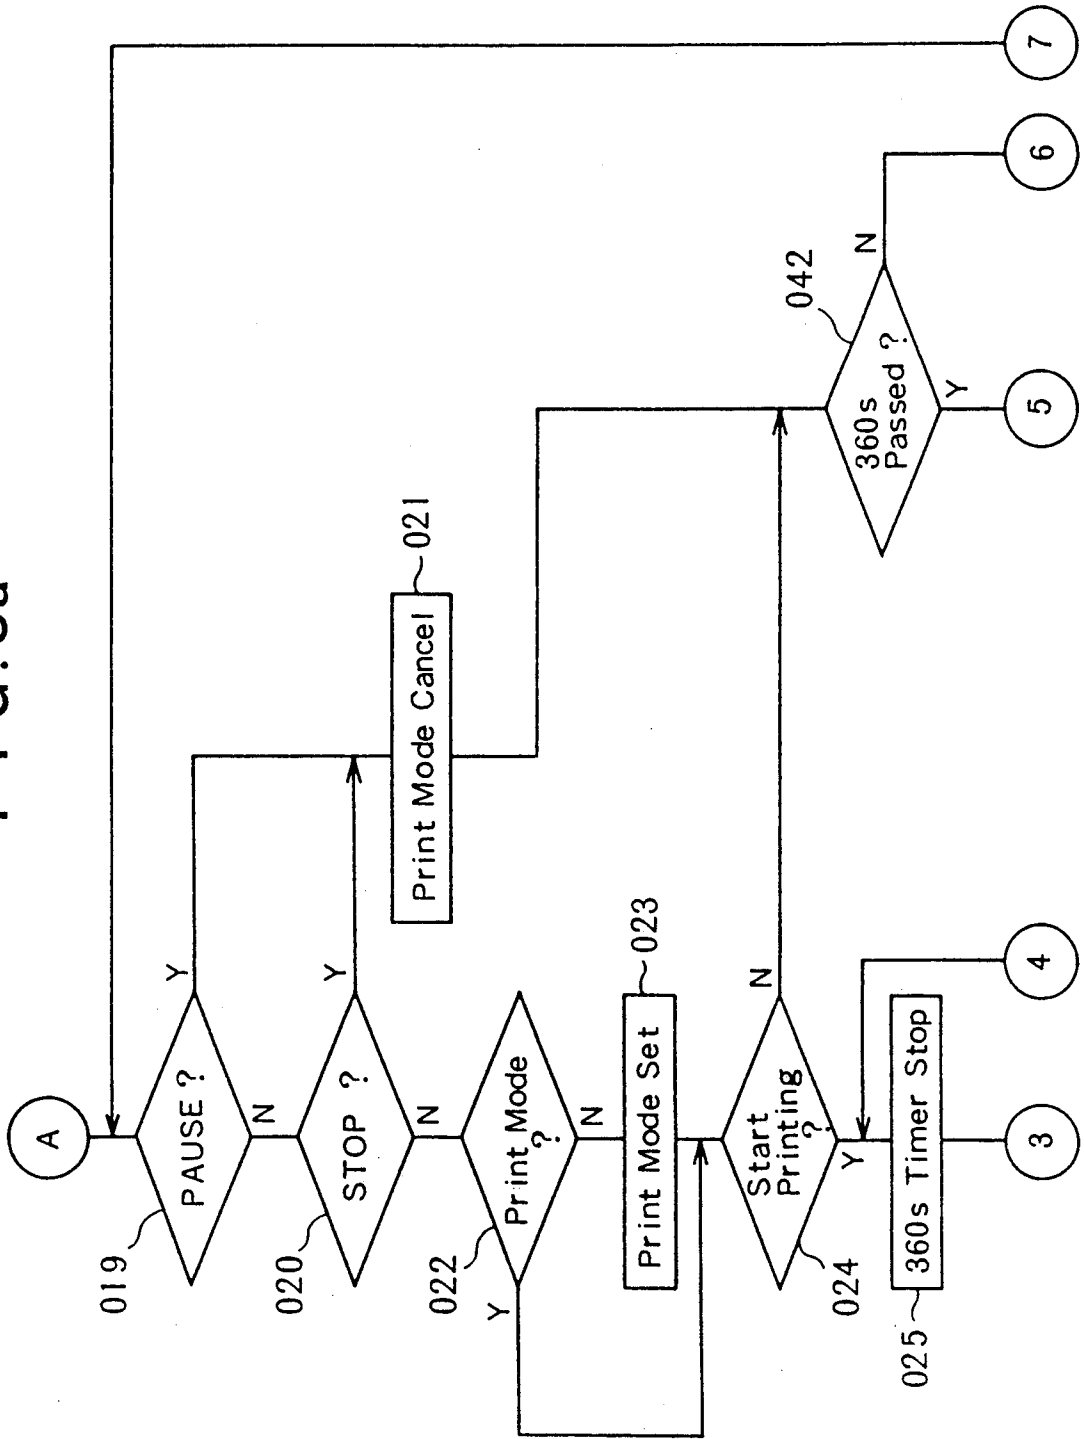 A
019
PAUSE ?
Y
N
020
STOP ?
Y
N
Print Mode Cancel
021
022
Print Mode
?
Y
N
Print Mode Set
023
Start
Printing
?
N
Y
024
360s
Passed ?
042
N
Y
360s Timer Stop
025
3
4
5
6
7